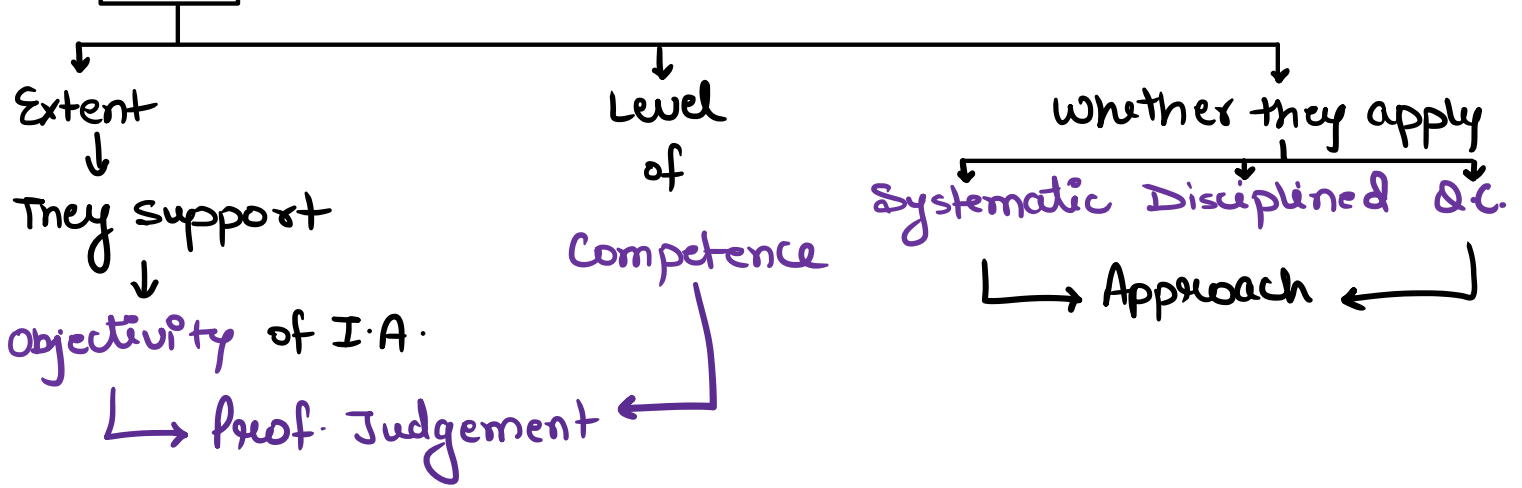 Extent
They support
objectivity of I.A.
Level
of
Competence
Prof. Judgement
Whether they apply
Systematic Disciplined Q.C.
Approach